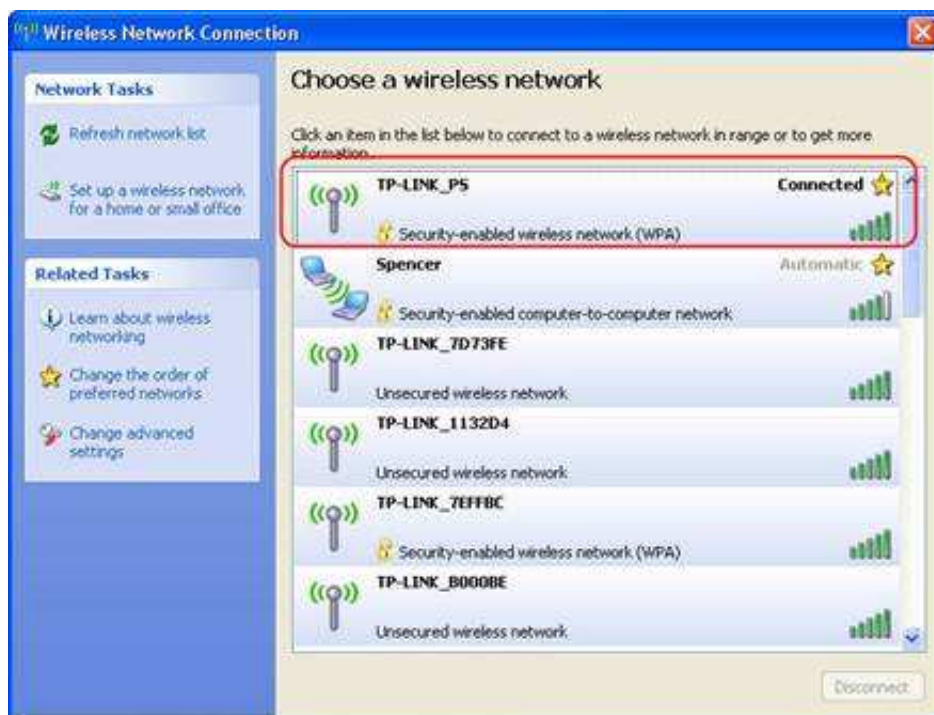 Wireless Network Connection
Network Tasks
Refresh network list
Set up a wireless network
for a home or small office
Related Tasks
Learn about wireless
networking
Change the order of
preferred networks
Change advanced
settings
Choose a wireless network
Click an item in the list below to connect to a wireless network in range or to get more
information.
TP-LINK_P5
Connected
Security-enabled wireless network (WPA)
Spencer
Automatic
Security-enabled computer-to-computer network
TP-LINK_7D73FE
Unsecured wireless network
TP-LINK_1132D4
Unsecured wireless network
TP-LINK_7EFFBC
Security-enabled wireless network (WPA)
TP-LINK_B000BE
Unsecured wireless network
Disconnect